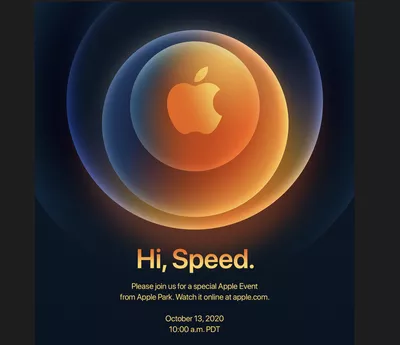 Hi, Speed.
Please join us for a special Apple Event
from Apple Park. Watch it online at apple.com.
October 13, 2020
10:00 a.m. PDT